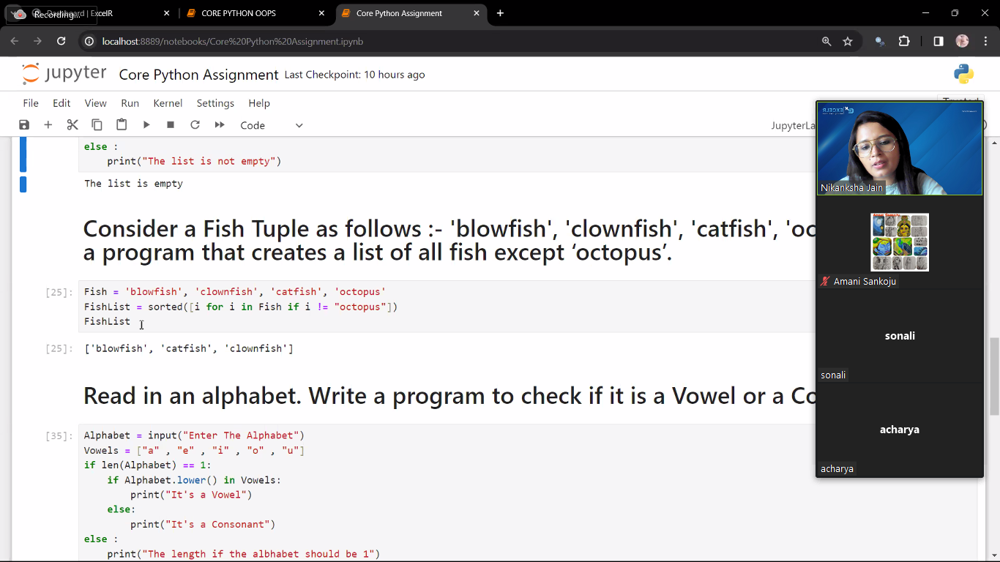 Recording...
Dashboard | ExcelR
CORE PYTHON OOPS
Core Python Assignment
localhost:8889/notebooks/Core%20Python%20Assignment.ipynb
jupyter
Core Python Assignment
Last Checkpoint: 10 hours ago
File Edit View Run Kernel Settings Help
Code
JupyterLa
else :
print("The list is not empty")
The list is empty
Consider a Fish Tuple as follows :- 'blowfish', 'clownfish', 'catfish', 'oc
a program that creates a list of all fish except ‘octopus’.
[25]: Fish = 'blowfish', 'clownfish', 'catfish', 'octopus'
FishList = sorted([i for i in Fish if i != "octopus"])
FishList
[25]: ['blowfish', 'catfish', 'clownfish']
Read in an alphabet. Write a program to check if it is a Vowel or a Co
[35]: Alphabet = input("Enter The Alphabet")
Vowels = ["a" , "e" , "i" , "o" , "u"]
if len(Alphabet) == 1:
if Alphabet.lower() in Vowels:
print("It's a Vowel")
else:
print("It's a Consonant")
else :
print("The length if the albhabet should be 1")
Nikanksha Jain
Amani Sankoju
sonali
sonali
acharya
acharya